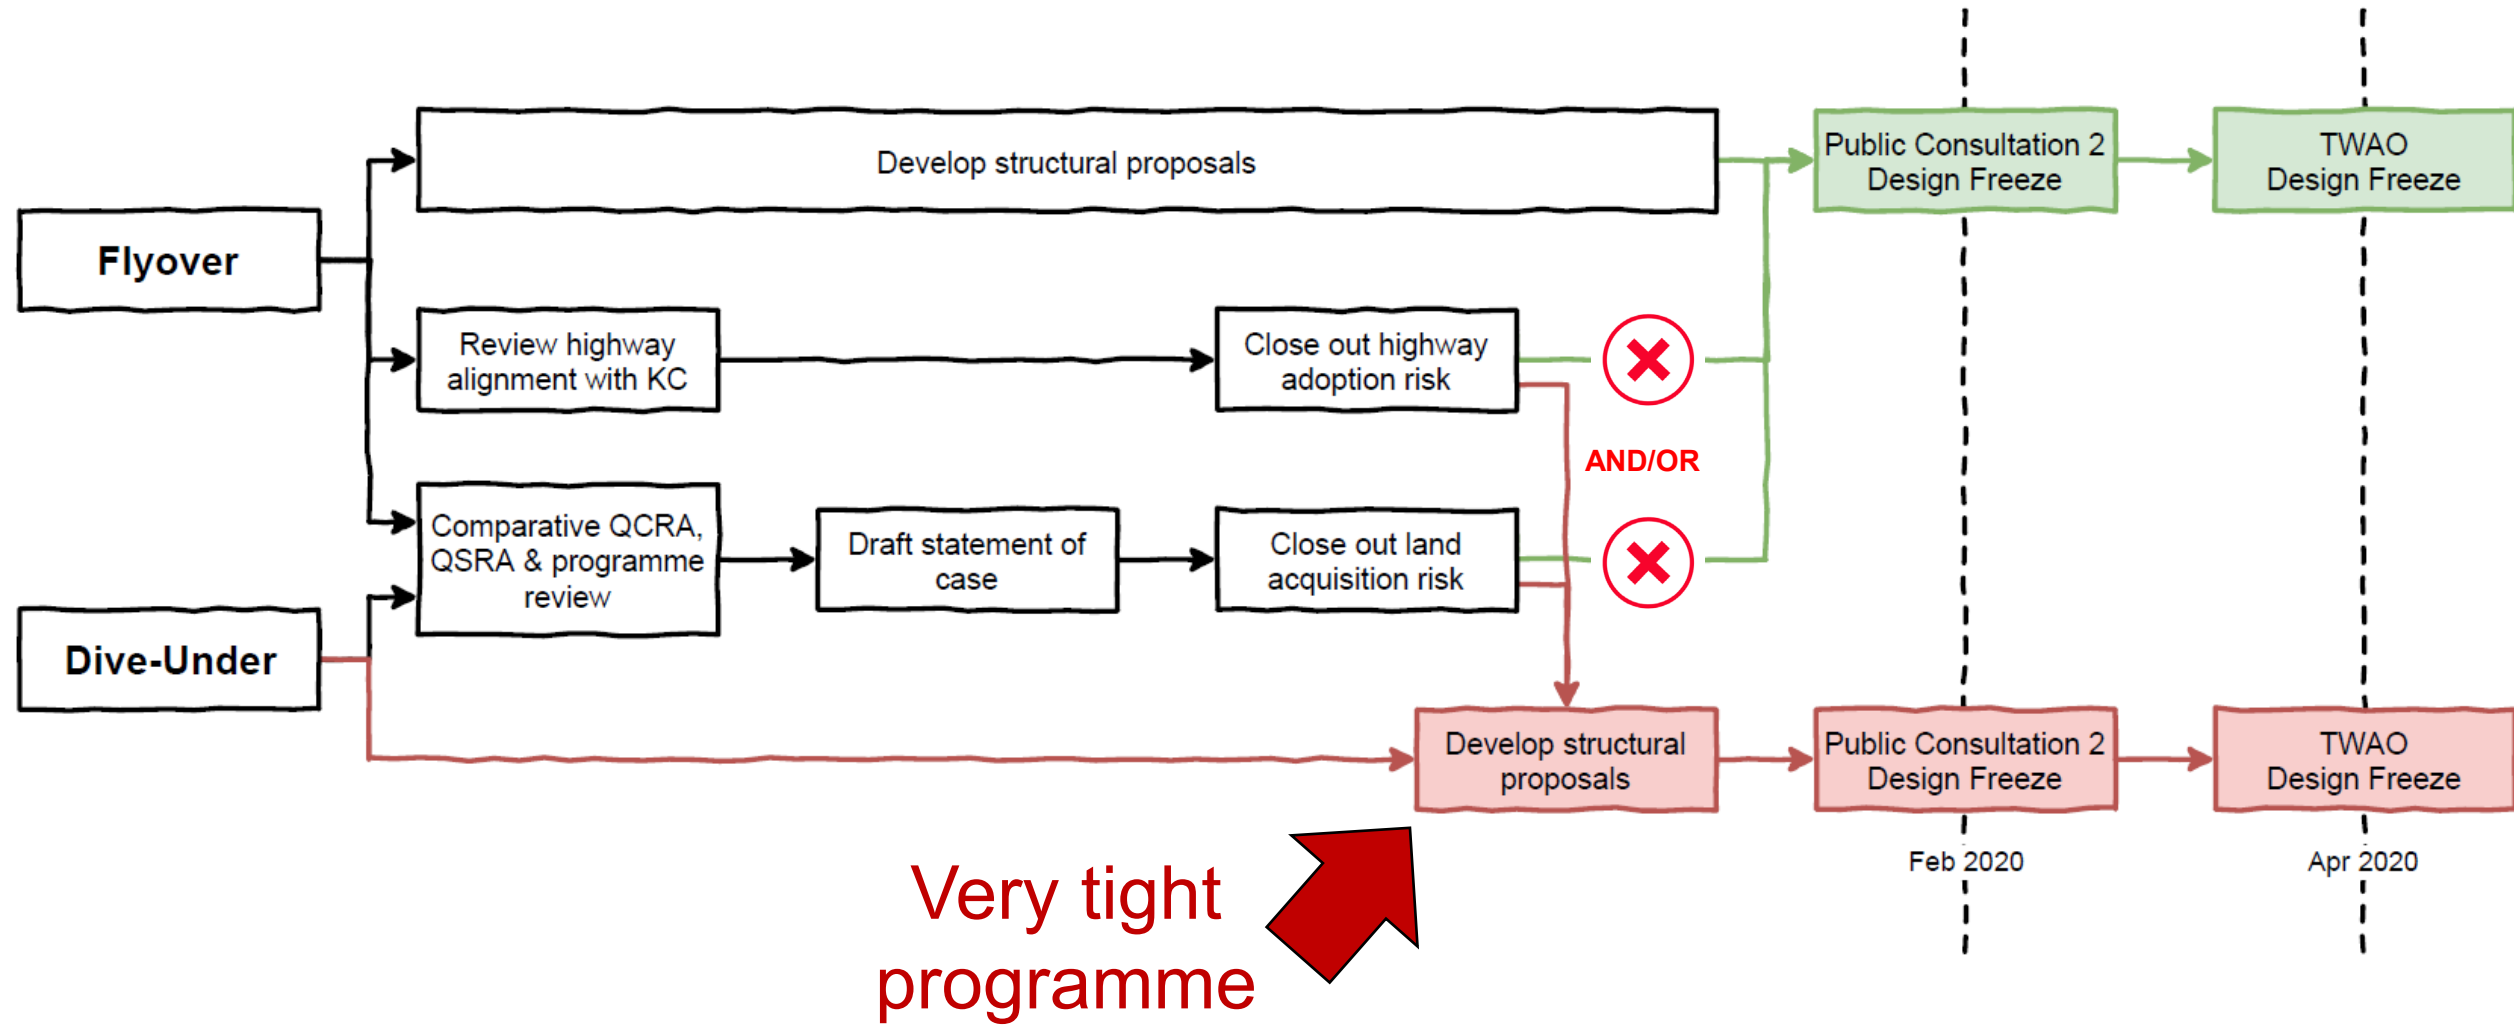 Develop structural proposals
Public Consultation 2
Design Freeze
TWAO
Design Freeze
Flyover
Review highway
alignment with KC
Close out highway
adoption risk
AND/OR
Comparative QCRA,
QSRA & programme
review
Draft statement of
case
Close out land
acquisition risk
Dive-Under
Develop structural
proposals
Public Consultation 2
Design Freeze
TWAO
Design Freeze
Feb 2020
Apr 2020
Very tight
programme